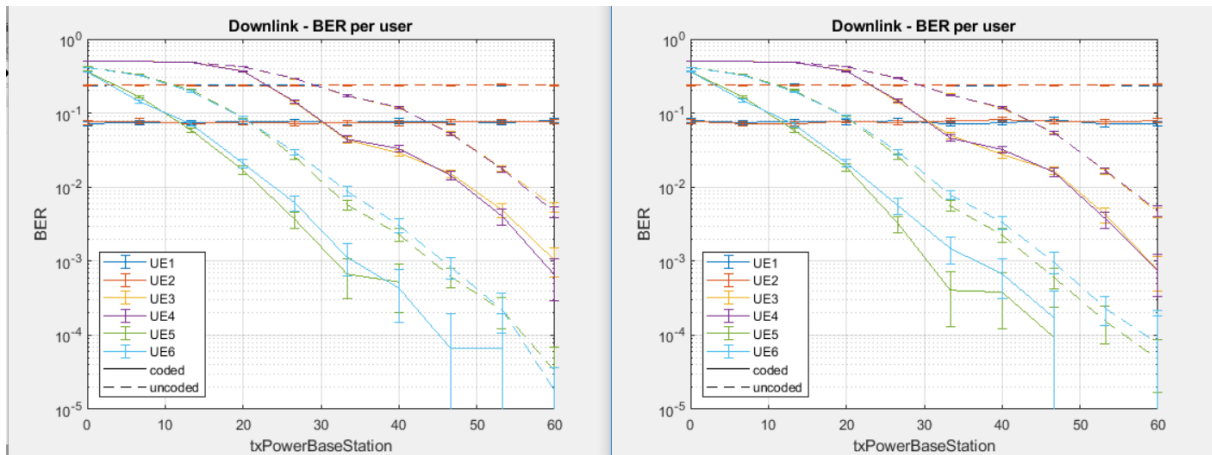 Downlink - BER per user
10^0
10^-1
10^-2
10^-3
10^-4
10^-5
BER
UE1
UE2
UE3
UE4
UE5
UE6
coded
uncoded
0 10 20 30 40 50 60
txPowerBaseStation
Downlink - BER per user
10^0
10^-1
10^-2
10^-3
10^-4
10^-5
BER
UE1
UE2
UE3
UE4
UE5
UE6
coded
uncoded
0 10 20 30 40 50 60
txPowerBaseStation